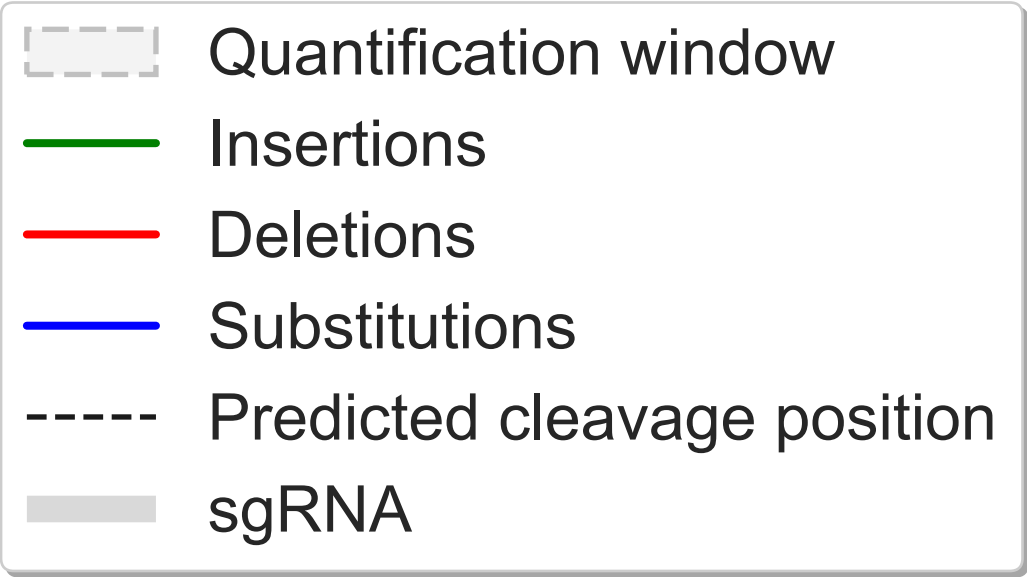 Quantification window
Insertions
Deletions
Substitutions
Predicted cleavage position
sgRNA